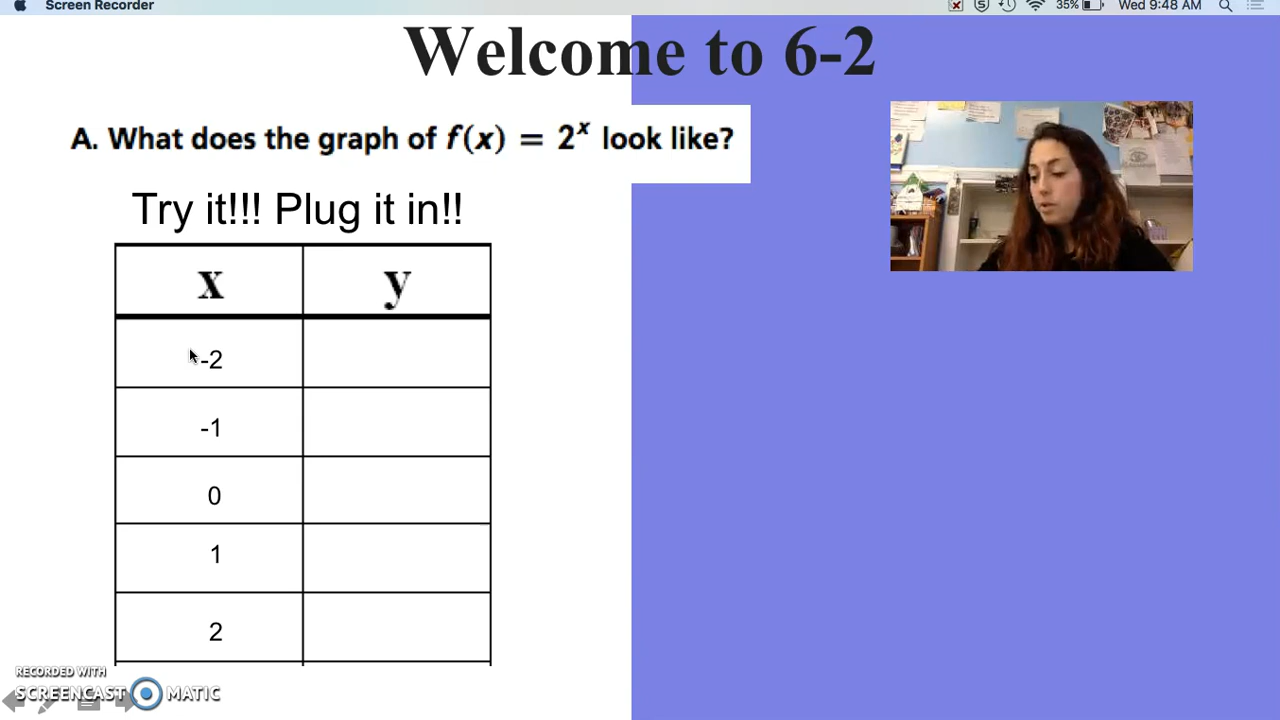 Screen Recorder
35%
Wed 9:48 AM
Welcome to 6-2
A. What does the graph of f(x) = 2ˣ look like?
Try it!!! Plug it in!!
x y
-2
-1
0
1
2
RECORDED WITH
SCREENCAST MATIC